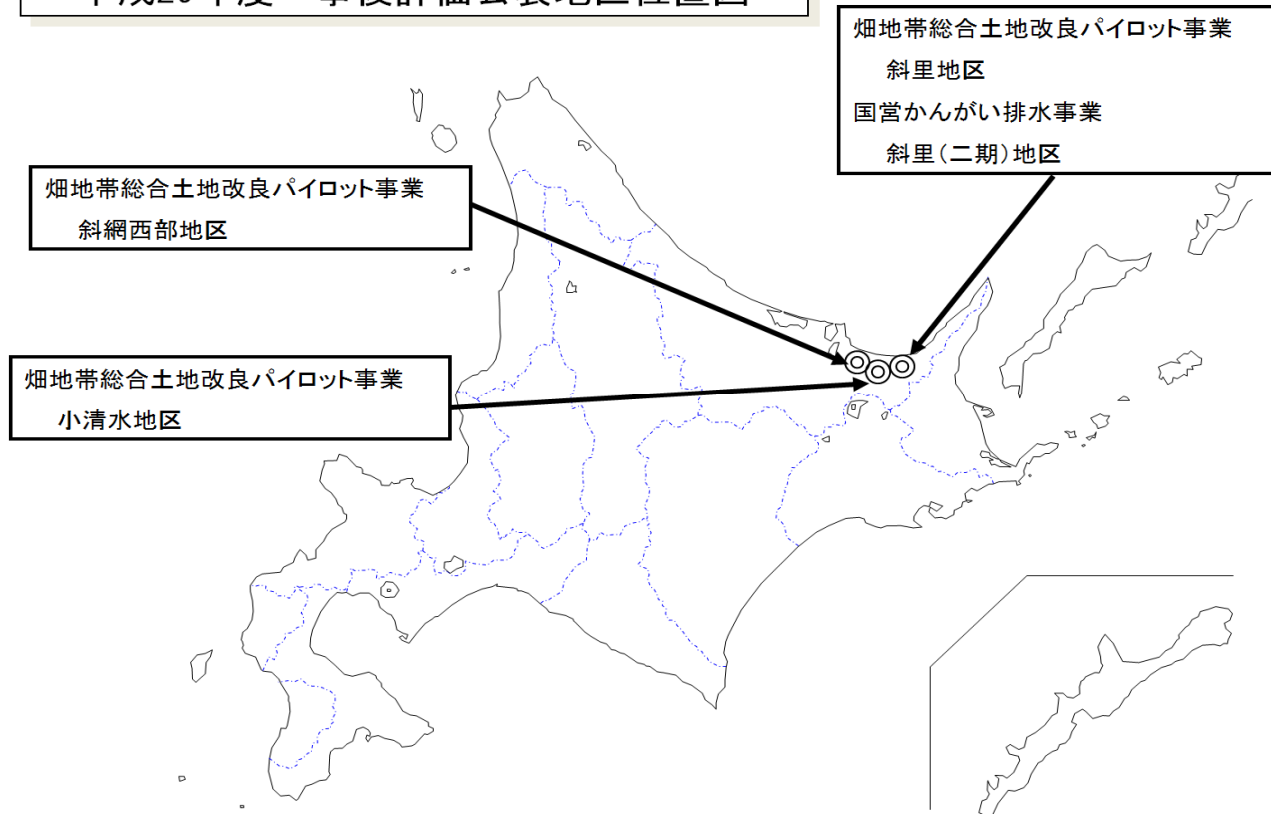 畑地帯総合土地改良パイロット事業
斜里地区
国営かんがい排水事業
斜里(二期)地区
畑地帯総合土地改良パイロット事業
斜網西部地区
畑地帯総合土地改良パイロット事業
小清水地区